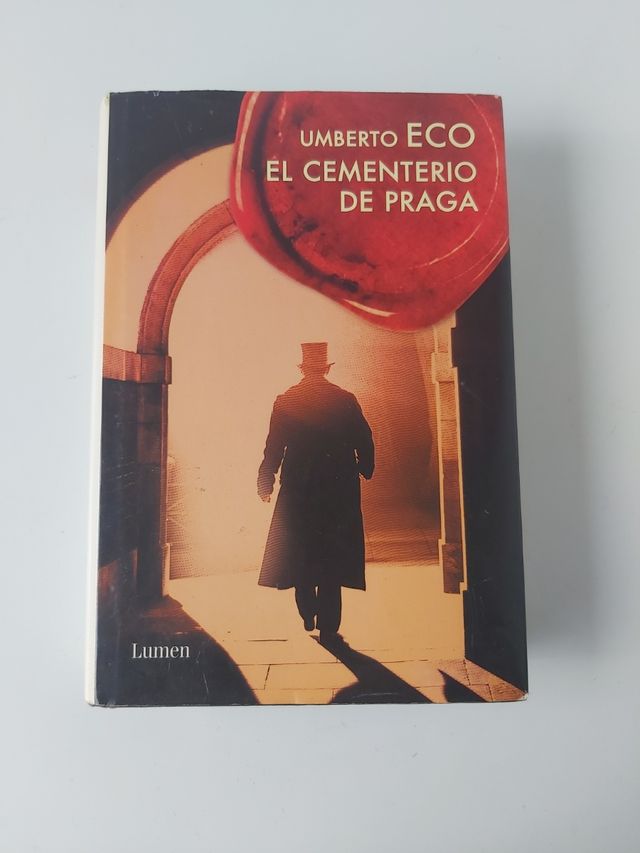 UMBERTO ECO
EL CEMENTERIO
DE PRAGA
Lumen